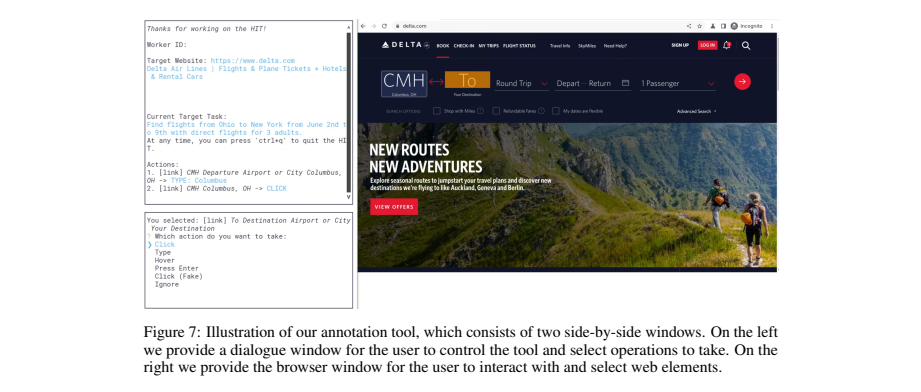 Thanks for working on the HIT!
Worker ID:
Target Website: https://www.delta.com
Delta Air Lines | Flights & Plane Tickets + Hotels
& Rental Cars
Current Target Task:
Find flights from Ohio to New York from June 2nd t
o 9th with direct flights for 3 adults.
At any time, you can press 'ctrl+q' to quit the HI
T.
Actions:
1. [link] CMH Departure Airport or City Columbus,
OH -> TYPE: Columbus
2. [link] CMH Columbus, OH -> CLICK
You selected: [link] To Destination Airport or City
Your Destination
? Which action do you want to take:
❯ Click
Type
Hover
Press Enter
Click (Fake)
Ignore
delta.com
Incognito
DELTA
BOOK CHECK-IN MY TRIPS FLIGHT STATUS Travel Info SkyMiles Need Help? SIGN UP LOG IN
CMH To Round Trip Depart — Return 1 Passenger
Columbus, OH Your Destination
SEARCH OPTIONS Shop with Miles Refundable Fares My dates are flexible Advanced Search
NEW ROUTES
NEW ADVENTURES
Explore seasonal routes to jumpstart your travel plans and discover new
destinations we're flying to like Auckland, Geneva and Berlin.
VIEW OFFERS
Figure 7: Illustration of our annotation tool, which consists of two side-by-side windows. On the left
we provide a dialogue window for the user to control the tool and select operations to take. On the
right we provide the browser window for the user to interact with and select web elements.